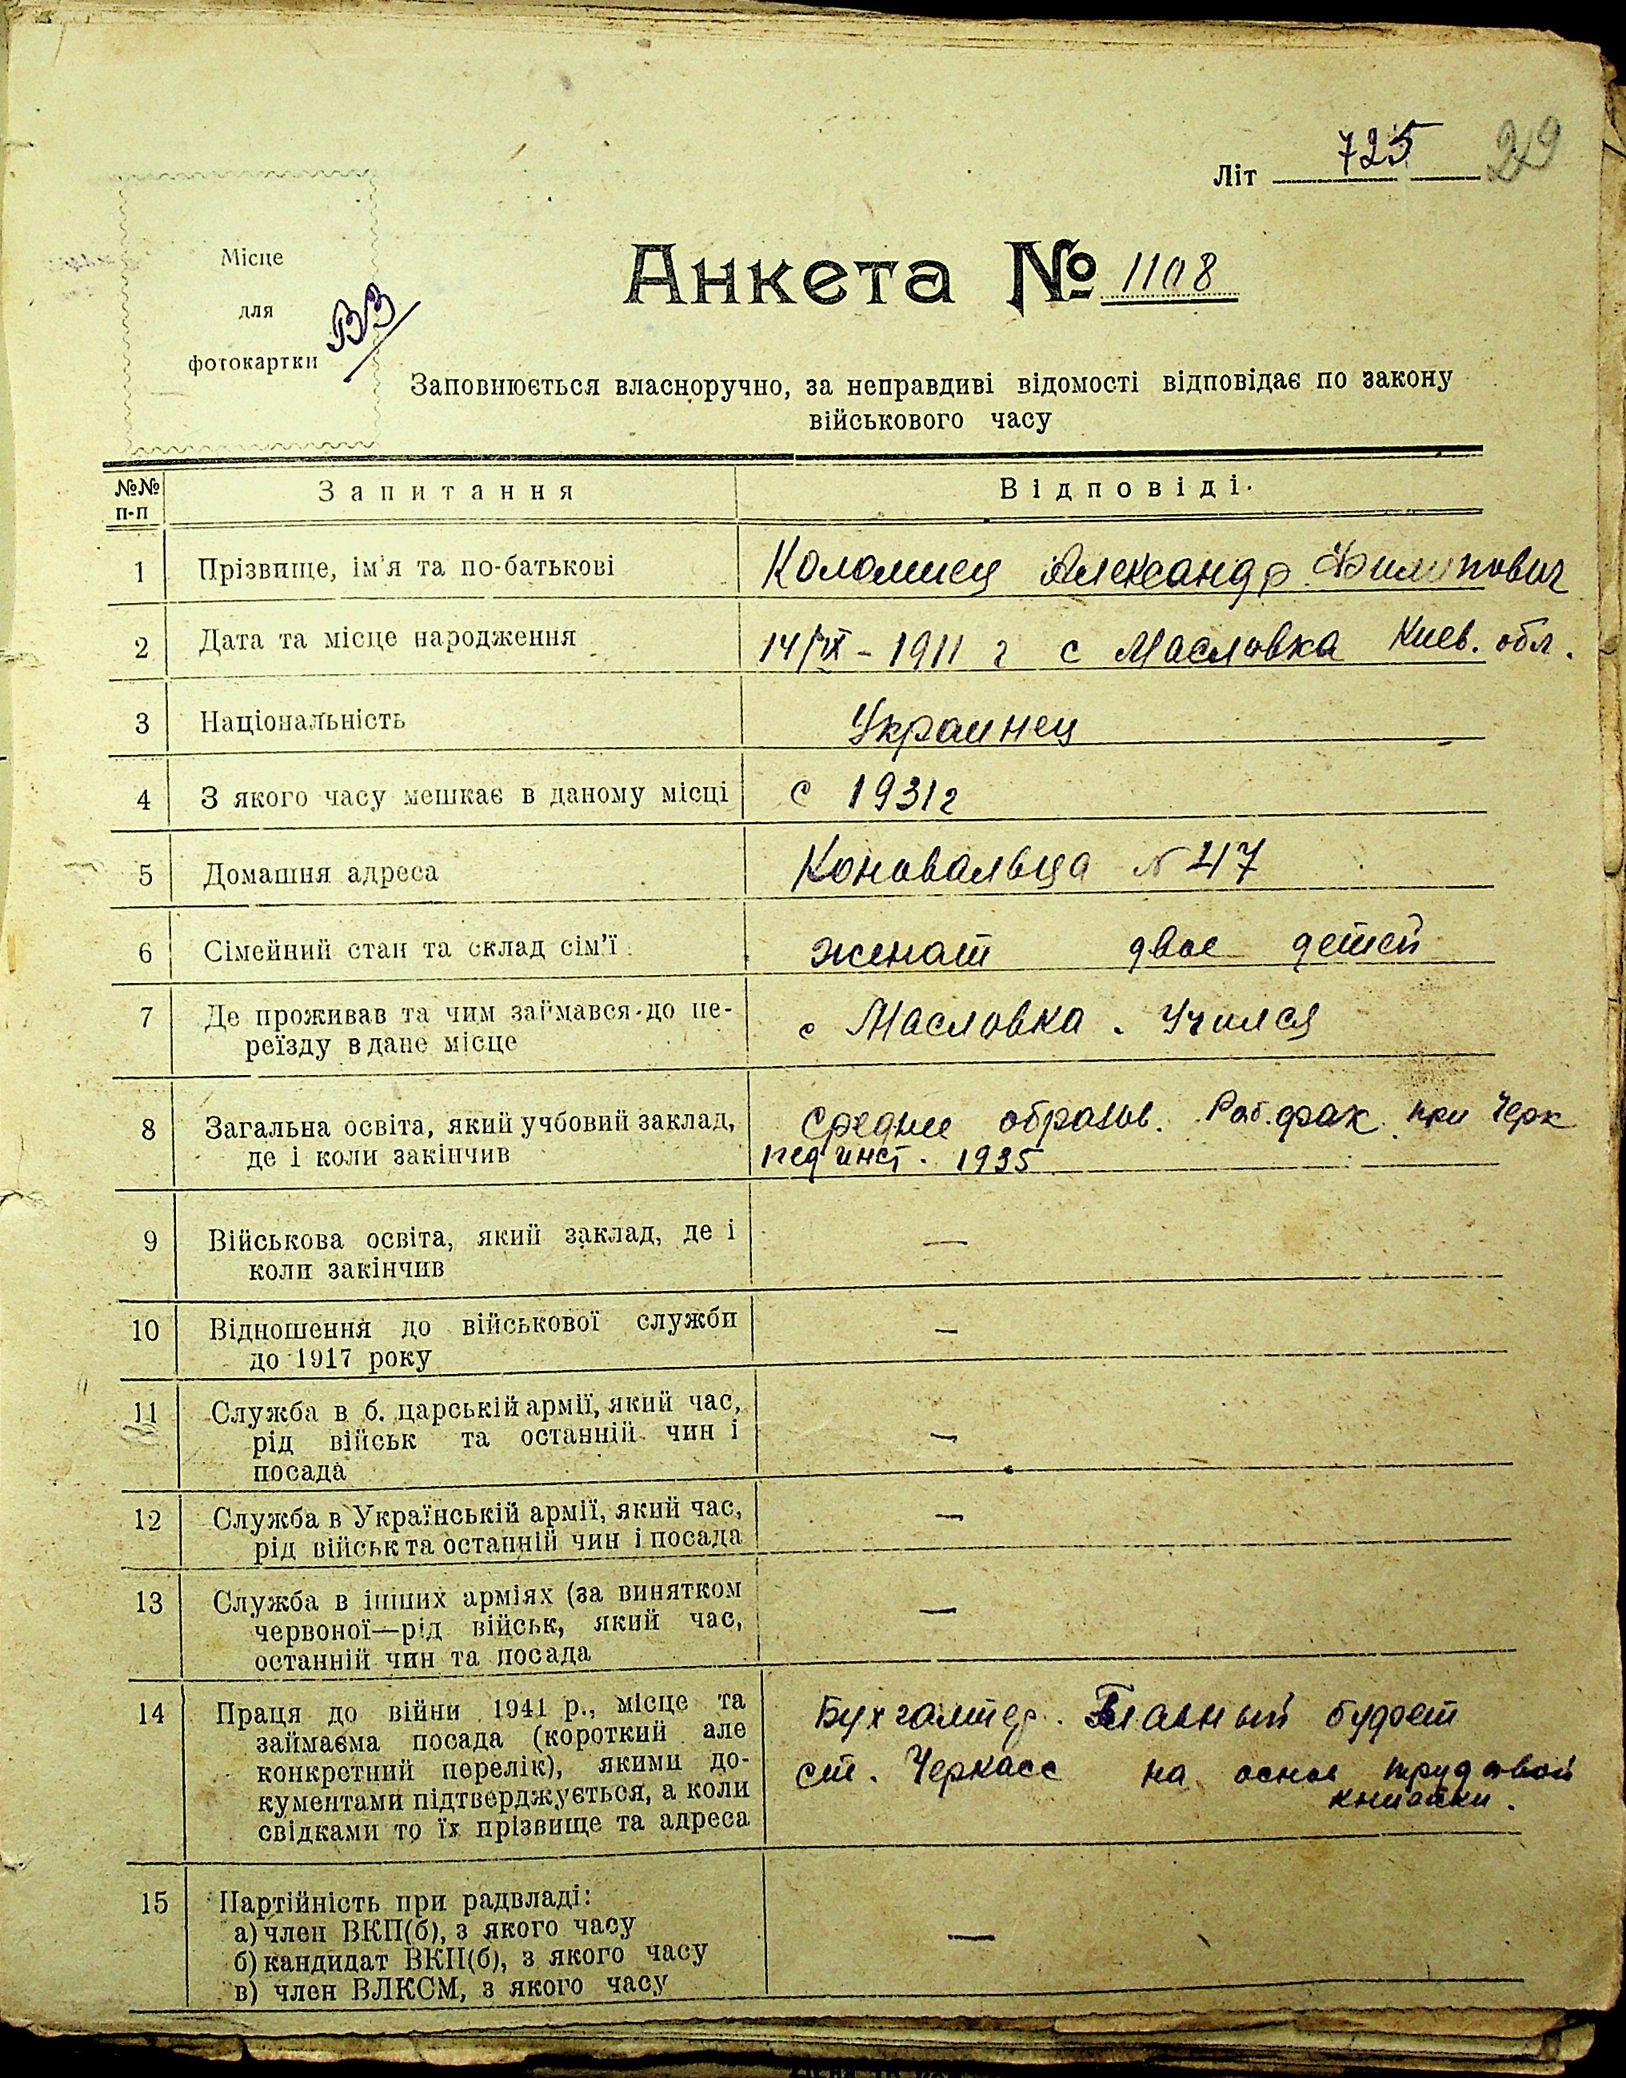 Літ 725 29
Місце
для
фотокартки
ВЗ
Анкета № 1108
Заповнюється власноручно, за неправдиві відомості відповідає по закону
військового часу
№№ п-п Запитання Відповіді
1 Прізвище, ім'я та по-батькові Коломиец Александр Филипович
2 Дата та місце народження 14/IX - 1911 г с Масловка Киев. обл.
3 Національність Украинец
4 З якого часу мешкає в даному місці с 1931 г
5 Домашня адреса Коновальца № 47
6 Сімейний стан та склад сім'ї женат двое детей
7 Де проживав та чим займався до пе-
реїзду в дане місце с Масловка. Учился
8 Загальна освіта, який учбовий заклад, Среднее образов. Раб.фак при Черк
де і коли закінчив пединст. 1935
9 Військова освіта, який заклад, де і —
коли закінчив
10 Відношення до військової служби —
до 1917 року
11 Служба в б. царській армії, який час,
рід військ та останній чин і —
посада
12 Служба в Українській армії, який час, —
рід військ та останній чин і посада
13 Служба в інших арміях (за винятком —
червоної—рід військ, який час,
останній чин та посада
14 Праця до війни 1941 р., місце та Бухгалтер. Главный буфет
займаєма посада (короткий але
конкретний перелік), якими до- ст. Черкасс на основ трудовой
кументами підтверджується, а коли книжки.
свідками то їх прізвище та адреса
15 Партійність при радвладі:
а) член ВКП(б), з якого часу —
б) кандидат ВКП(б), з якого часу
в) член ВЛКСМ, з якого часу